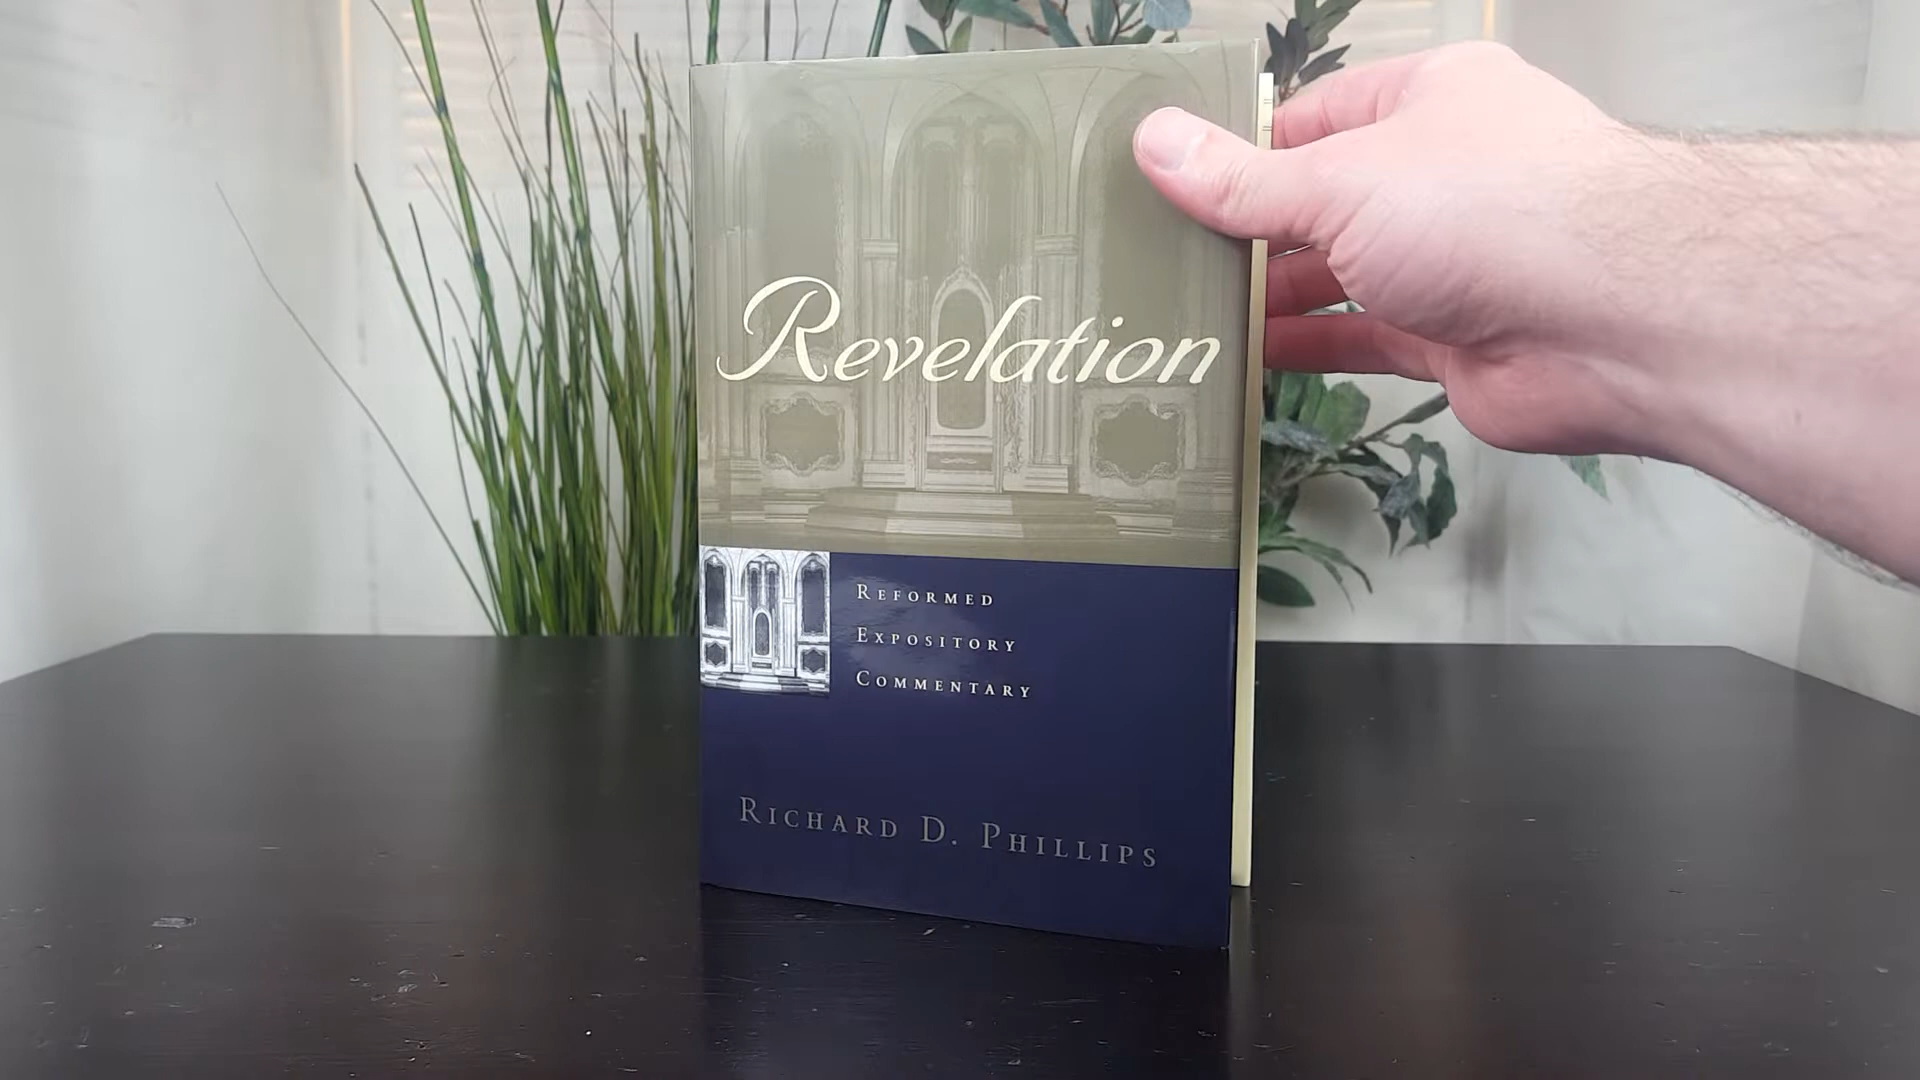 Revelation
REFORMED
EXPOSITORY
COMMENTARY
RICHARD D. PHILLIPS